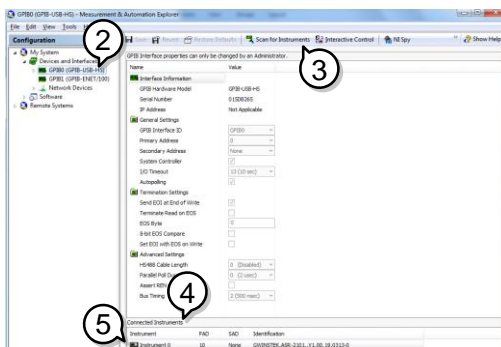 GPIB0 (GPIB-USB-HS) - Measurement & Automation Explorer
File Edit View Tools Help
Configuration
My System
Devices and Interfaces
GPIB0 (GPIB-USB-HS)
GPIB1 (GPIB-ENET/100)
Network Devices
Software
Remote Systems
2
Save Revert Restore Defaults Scan for Instruments Interactive Control NI Spy Show Help
3
GPIB Interface properties can only be changed by an Administrator.
Name Value
Interface Information
GPIB Hardware Model GPIB-USB-HS
Serial Number 015DB265
IP Address Not Applicable
General Settings
GPIB Interface ID GPIB0
Primary Address 0
Secondary Address None
System Controller
I/O Timeout 13 (10 sec)
Autopolling
Termination Settings
Send EOI at End of Write
Terminate Read on EOS
EOS Byte 0
8-bit EOS Compare
Set EOI with EOS on Write
Advanced Settings
HS488 Cable Length 0 (Disabled)
Parallel Poll 0 (2 usec)
Assert REN
Bus Timing 2 (500 nsec)
4
Connected Instruments
5
Instrument PAD SAD Identification
Instrument 0 10 None GWINSTEK,ASR-2101,